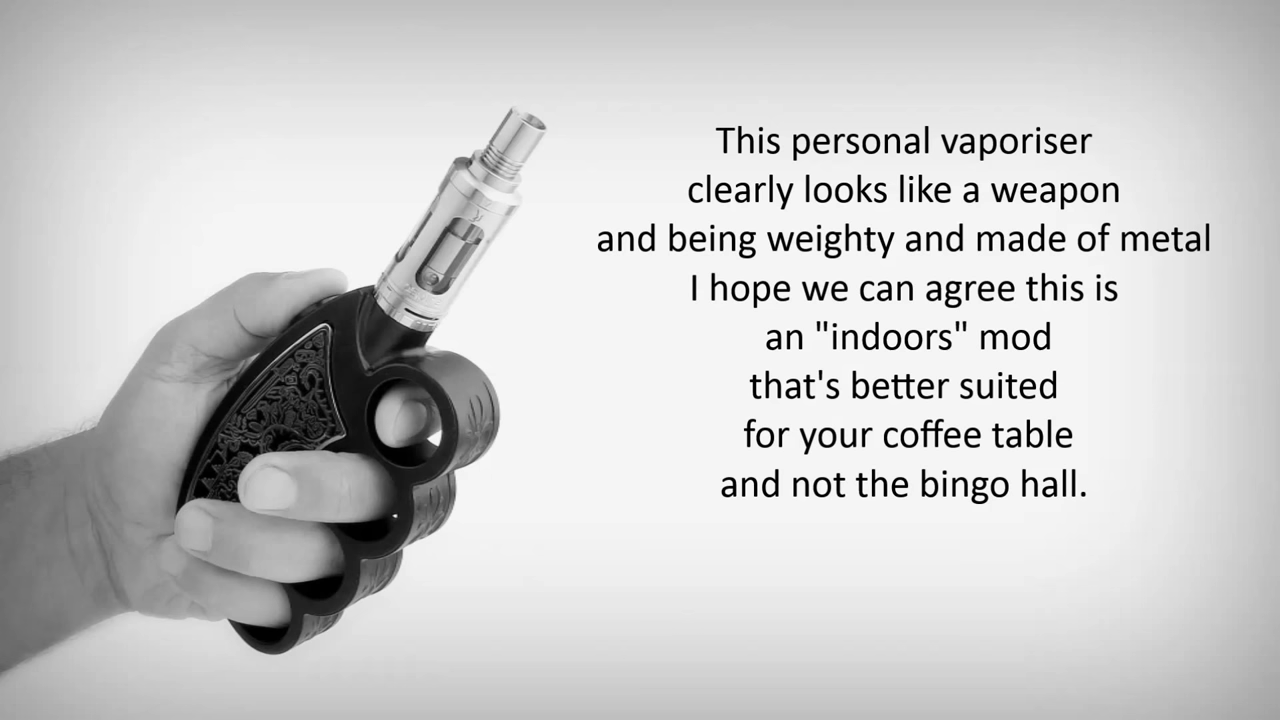 This personal vaporiser
clearly looks like a weapon
and being weighty and made of metal
I hope we can agree this is
an "indoors" mod
that's better suited
for your coffee table
and not the bingo hall.